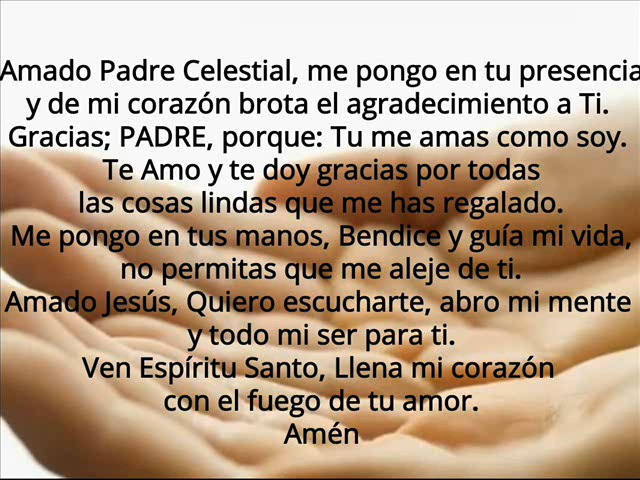 Amado Padre Celestial, me pongo en tu presencia
y de mi corazón brota el agradecimiento a Ti.
Gracias; PADRE, porque: Tu me amas como soy.
Te Amo y te doy gracias por todas
las cosas lindas que me has regalado.
Me pongo en tus manos, Bendice y guía mi vida,
no permitas que me aleje de ti.
Amado Jesús, Quiero escucharte, abro mi mente
y todo mi ser para ti.
Ven Espíritu Santo, Llena mi corazón
con el fuego de tu amor.
Amén